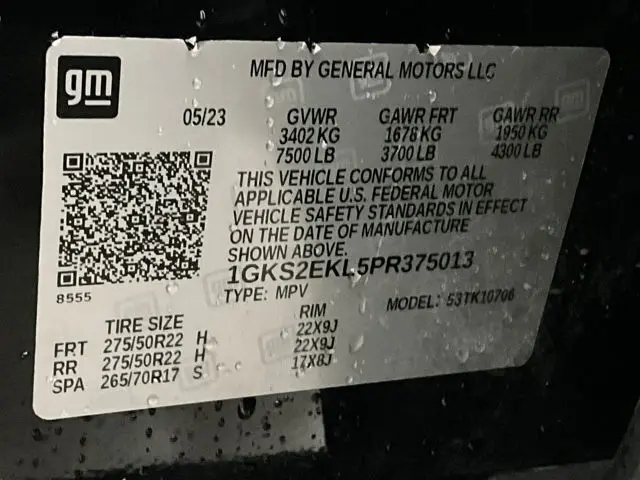 gm
MFD BY GENERAL MOTORS LLC
05/23 GVWR GAWR FRT GAWR RR
3402 KG 1678 KG 1950 KG
7500 LB 3700 LB 4300 LB
THIS VEHICLE CONFORMS TO ALL
APPLICABLE U.S. FEDERAL MOTOR
VEHICLE SAFETY STANDARDS IN EFFECT
ON THE DATE OF MANUFACTURE
SHOWN ABOVE.
1GKS2EKL5PR375013
8555
TYPE: MPV MODEL: 53TK10706
TIRE SIZE RIM
FRT 275/50R22 H 22X9J
RR 275/50R22 H 22X9J
SPA 265/70R17 S 17X8J